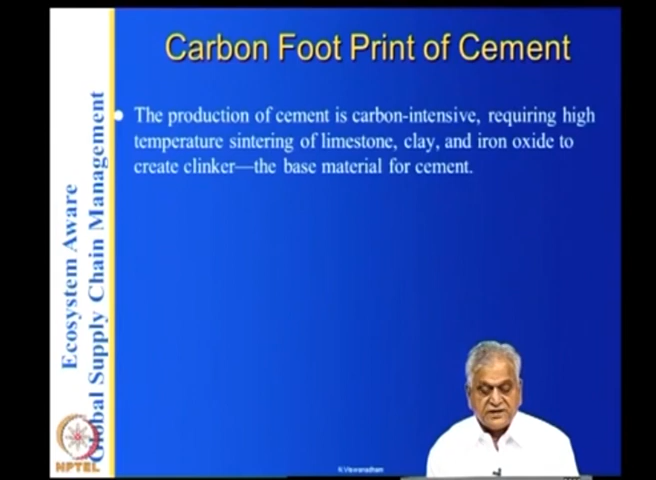 Carbon Foot Print of Cement
The production of cement is carbon-intensive, requiring high
temperature sintering of limestone, clay, and iron oxide to
create clinker—the base material for cement.
Ecosystem Aware
Global Supply Chain Management
NPTEL
N.Viswanadham